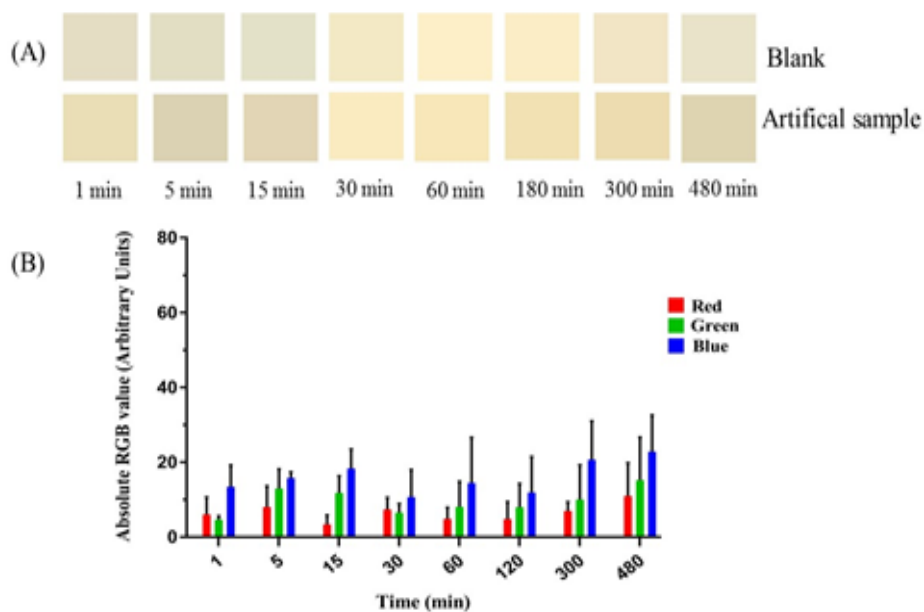 (A)
Blank
Artifical sample
1 min 5 min 15 min 30 min 60 min 180 min 300 min 480 min
(B)
Absolute RGB value (Arbitrary Units)
80
60
40
20
0
Red
Green
Blue
1 5 15 30 60 120 300 480
Time (min)